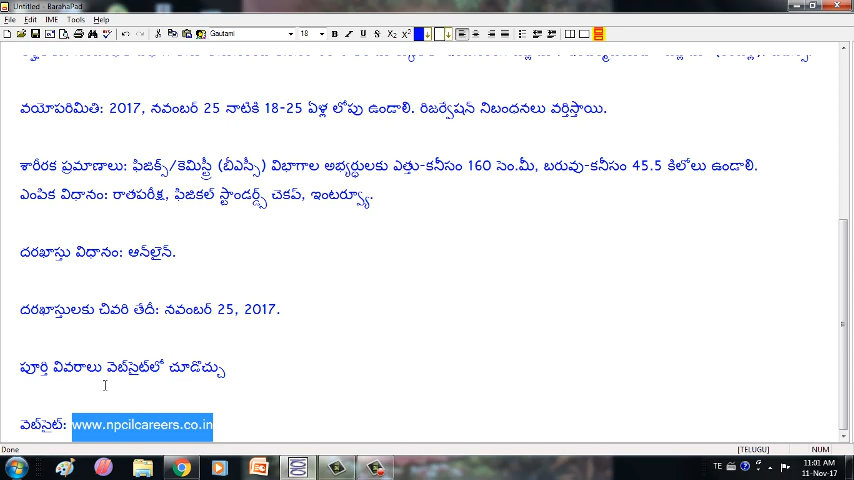 Untitled - BarahaPad
File Edit IME Tools Help
Gautami 18 B I U S X₂ X²
వయోపరిమితి: 2017, నవంబర్ 25 నాటికి 18-25 ఏళ్ల లోపు ఉండాలి. రిజర్వేషన్ నిబంధనలు వర్తిస్తాయి.
శారీరక ప్రమాణాలు: ఫిజిక్స్/కెమిస్ట్రీ (బీఎస్సీ) విభాగాల అభ్యర్థులకు ఎత్తు-కనీసం 160 సెం.మీ, బరువు-కనీసం 45.5 కిలోలు ఉండాలి.
ఎంపిక విధానం: రాతపరీక్ష, ఫిజికల్ స్టాండర్డ్స్ చెకప్, ఇంటర్వ్యూ.
దరఖాస్తు విధానం: ఆన్‌లైన్.
దరఖాస్తులకు చివరి తేదీ: నవంబర్ 25, 2017.
పూర్తి వివరాలు వెబ్‌సైట్‌లో చూడొచ్చు
వెబ్‌సైట్: www.npcilcareers.co.in
Done [TELUGU] NUM
TE 11:01 AM
11-Nov-17